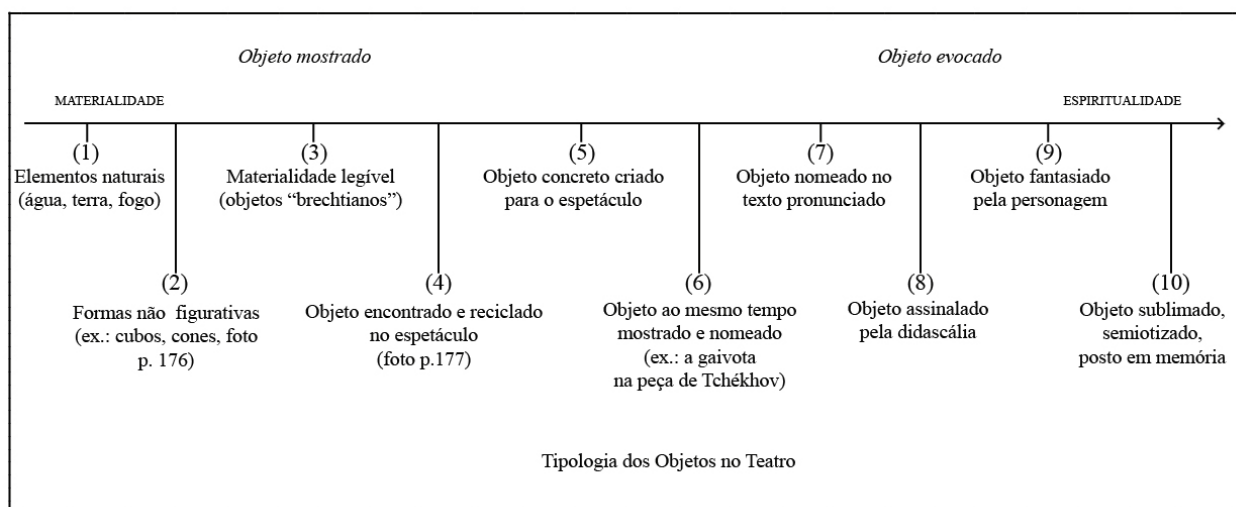 Objeto mostrado
Objeto evocado
MATERIALIDADE
ESPIRITUALIDADE
(1)
Elementos naturais
(água, terra, fogo)
(2)
Formas não figurativas
(ex.: cubos, cones, foto
p. 176)
(3)
Materialidade legível
(objetos “brechtianos”)
(4)
Objeto encontrado e reciclado
no espetáculo
(foto p.177)
(5)
Objeto concreto criado
para o espetáculo
(6)
Objeto ao mesmo tempo
mostrado e nomeado
(ex.: a gaivota
na peça de Tchékhov)
(7)
Objeto nomeado no
texto pronunciado
(8)
Objeto assinalado
pela didascália
(9)
Objeto fantasiado
pela personagem
(10)
Objeto sublimado,
semiotizado,
posto em memória
Tipologia dos Objetos no Teatro